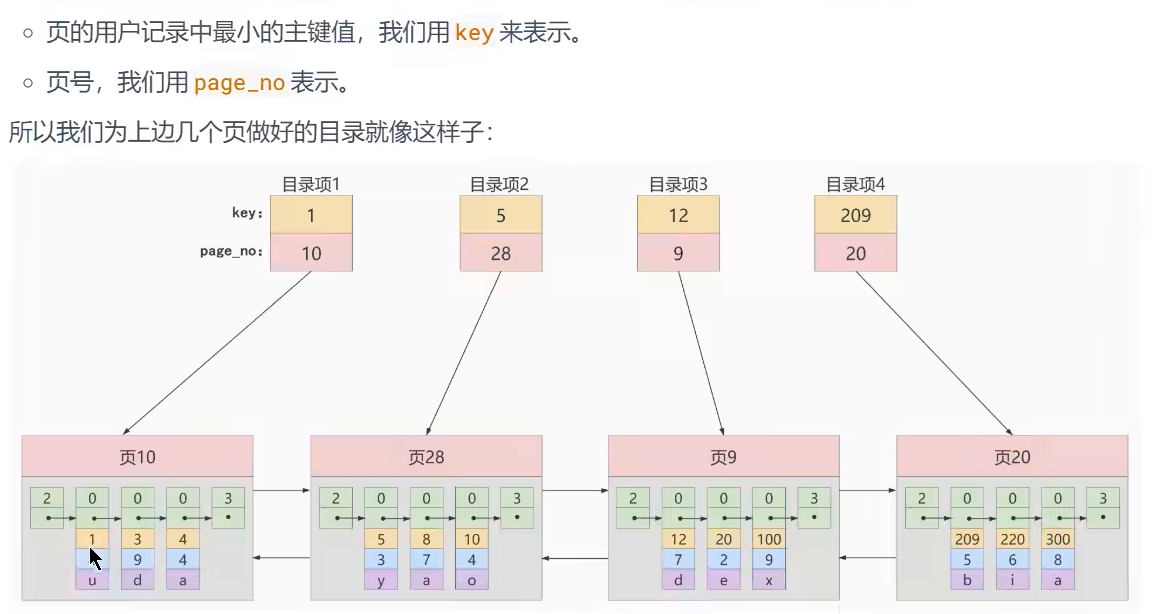 页的用户记录中最小的主键值，我们用 key 来表示。
页号，我们用 page_no 表示。
所以我们为上边几个页做好的目录就像这样子：
目录项1 目录项2 目录项3 目录项4
key: 1 5 12 209
page_no: 10 28 9 20
页10 页28 页9 页20
2 0 0 0 3 2 0 0 0 3 2 0 0 0 3 2 0 0 0 3
1 3 4 5 8 10 12 20 100 209 220 300
9 4 3 7 4 7 2 9 5 6 8
u d a y a o d e x b i a